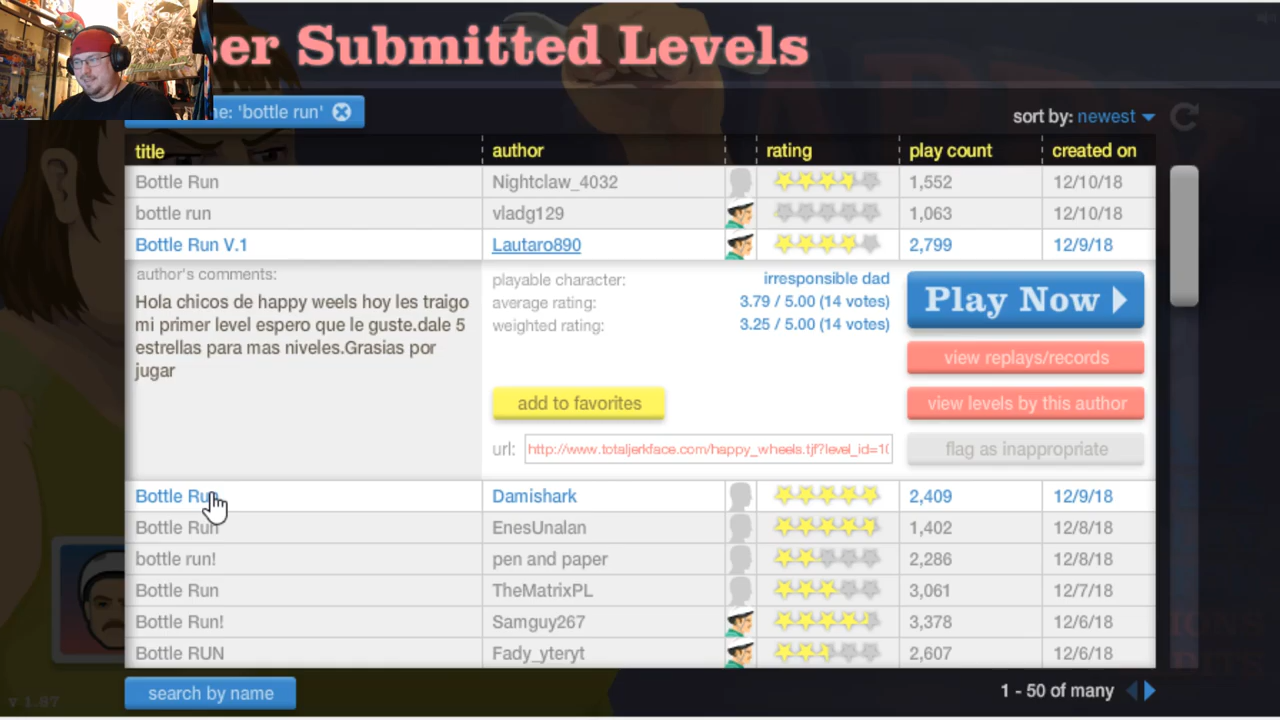 ser Submitted Levels
ne: 'bottle run'
sort by: newest
title author rating play count created on
Bottle Run Nightclaw_4032 1,552 12/10/18
bottle run vladg129 1,063 12/10/18
Bottle Run V.1 Lautaro890 2,799 12/9/18
author's comments:
Hola chicos de happy weels hoy les traigo
mi primer level espero que le guste.dale 5
estrellas para mas niveles.Grasias por
jugar
playable character: irresponsible dad
average rating: 3.79 / 5.00 (14 votes)
weighted rating: 3.25 / 5.00 (14 votes)
add to favorites
url: http://www.totaljerkface.com/happy_wheels.tjf?level_id=1(
Play Now
view replays/records
view levels by this author
flag as inappropriate
Bottle Run Damishark 2,409 12/9/18
Bottle Run EnesUnalan 1,402 12/8/18
bottle run! pen and paper 2,286 12/8/18
Bottle Run TheMatrixPL 3,061 12/7/18
Bottle Run! Samguy267 3,378 12/6/18
Bottle RUN Fady_yteryt 2,607 12/6/18
search by name
1 - 50 of many
v 1.87